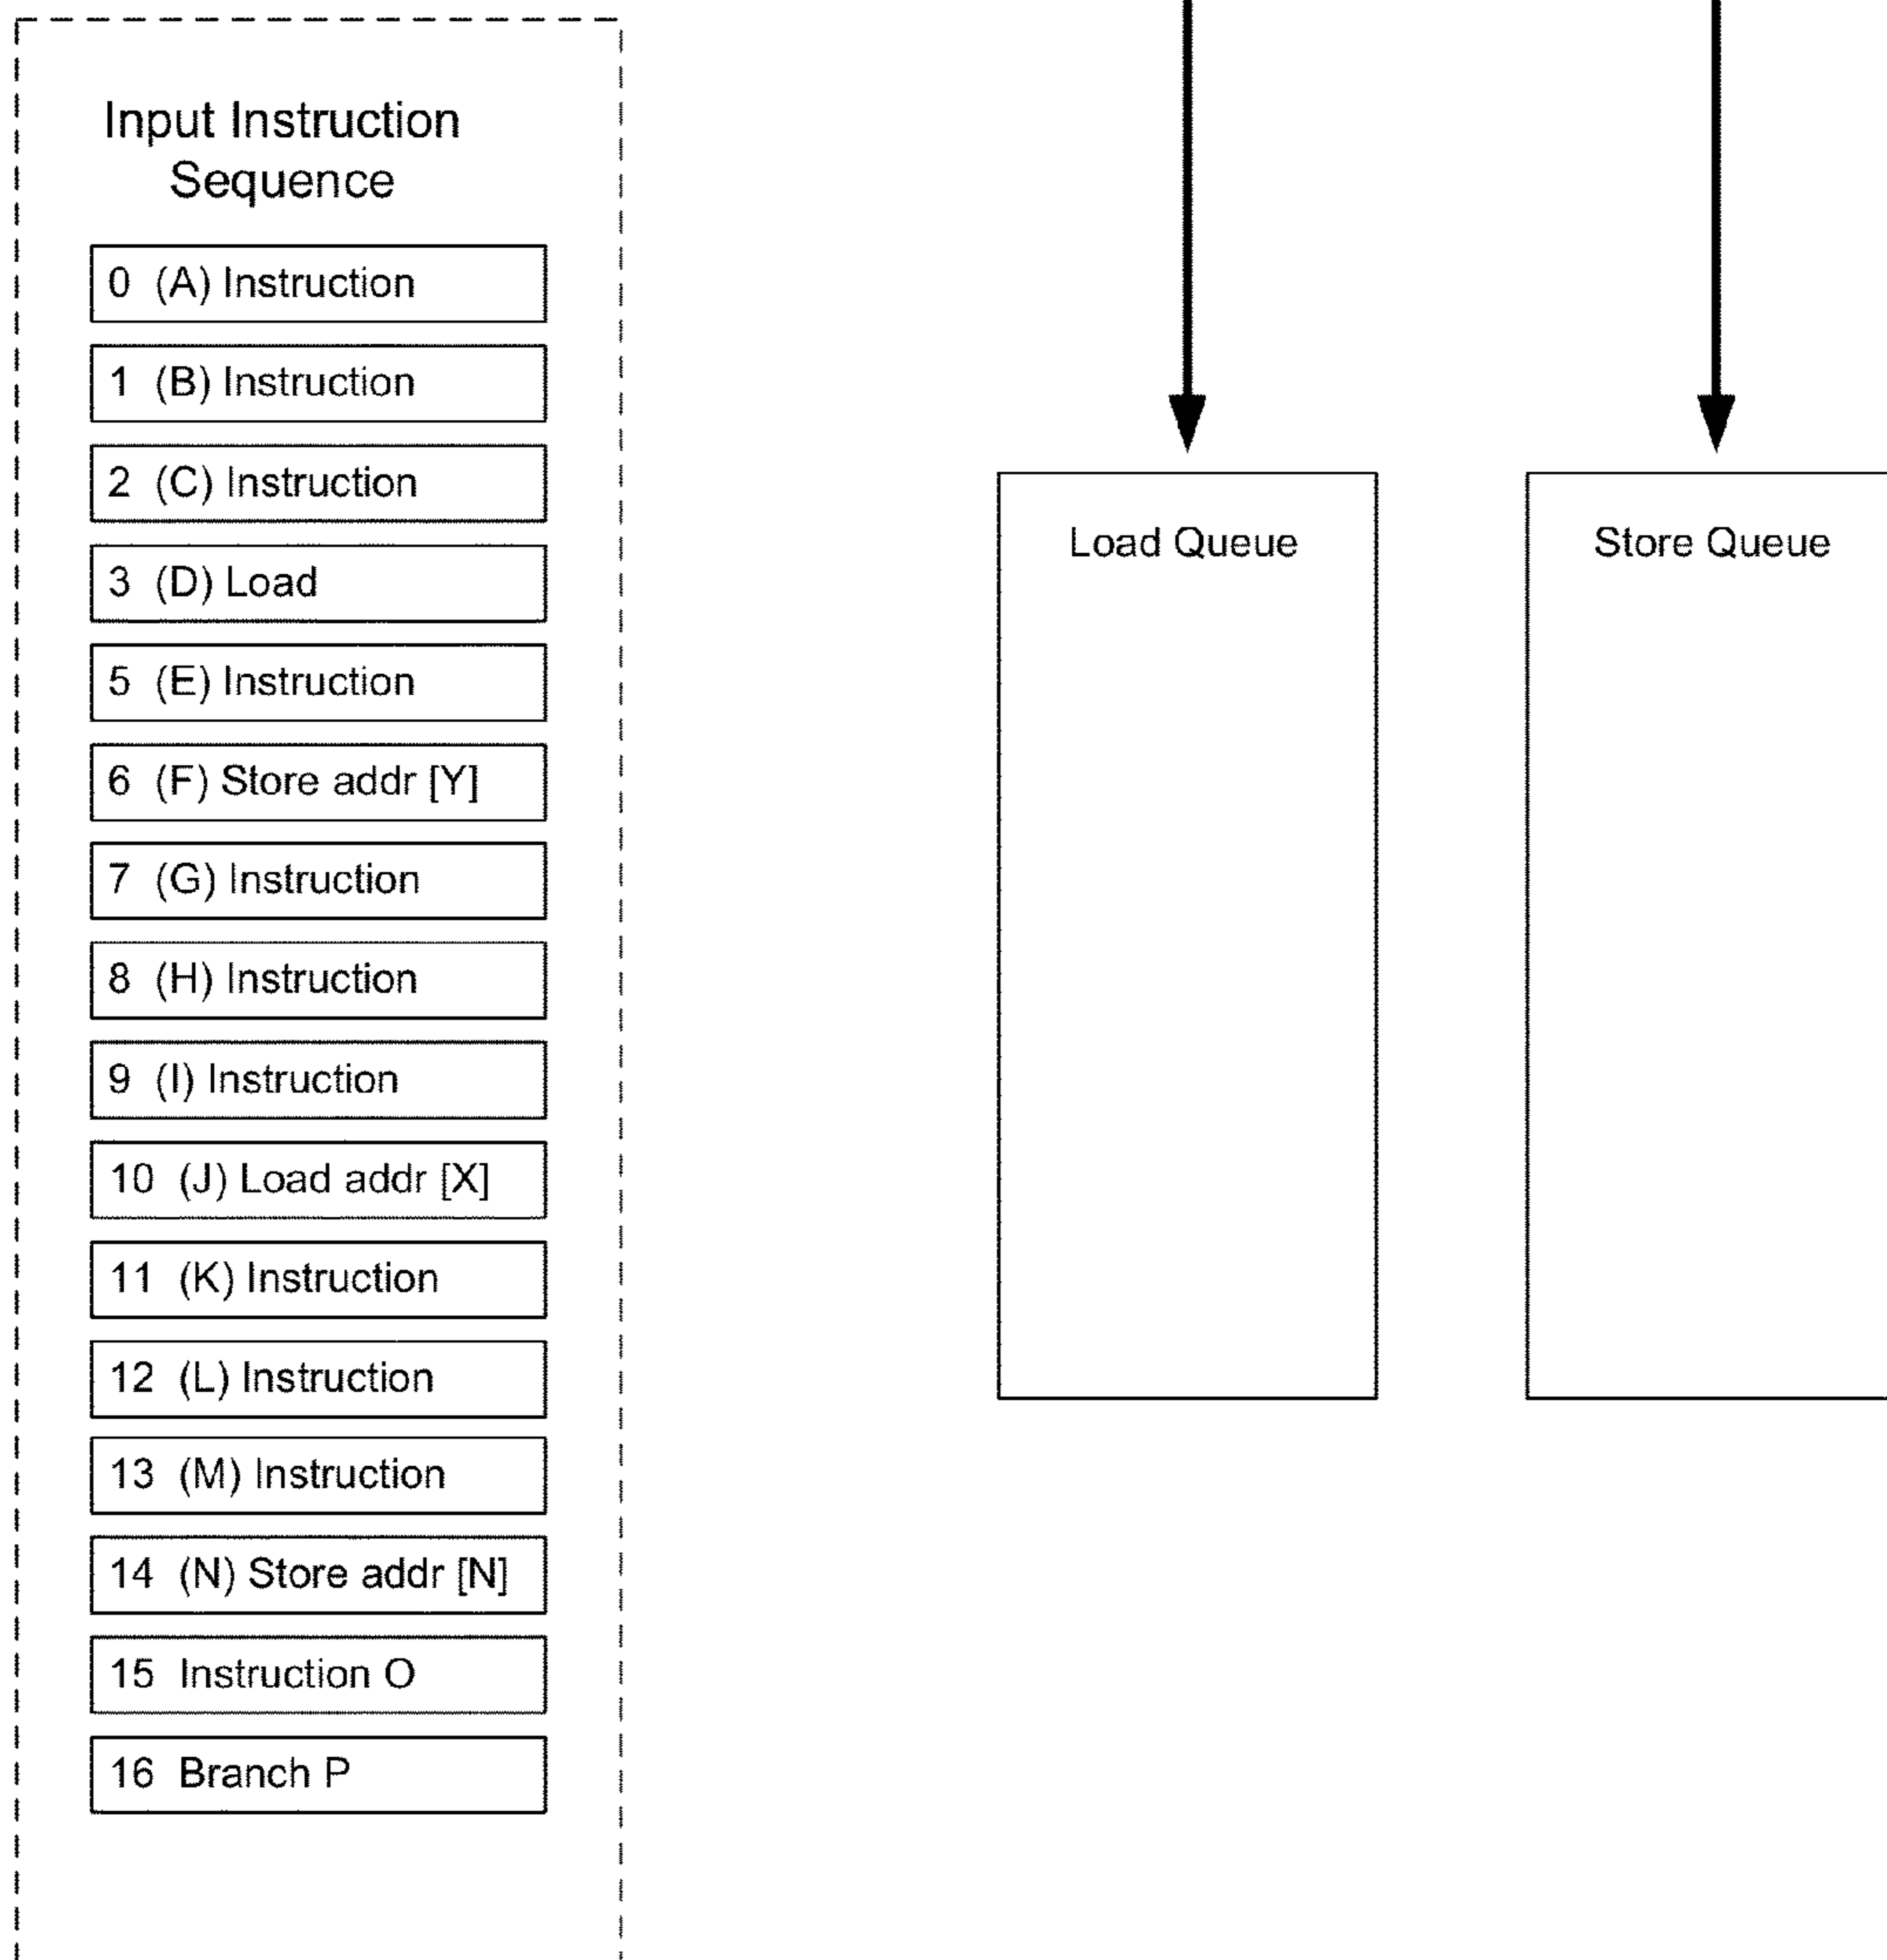 Input Instruction
Sequence
0 (A) Instruction
1 (B) Instruction
2 (C) Instruction
3 (D) Load
5 (E) Instruction
6 (F) Store addr [Y]
7 (G) Instruction
8 (H) Instruction
9 (I) Instruction
10 (J) Load addr [X]
11 (K) Instruction
12 (L) Instruction
13 (M) Instruction
14 (N) Store addr [N]
15 Instruction O
16 Branch P
Load Queue
Store Queue